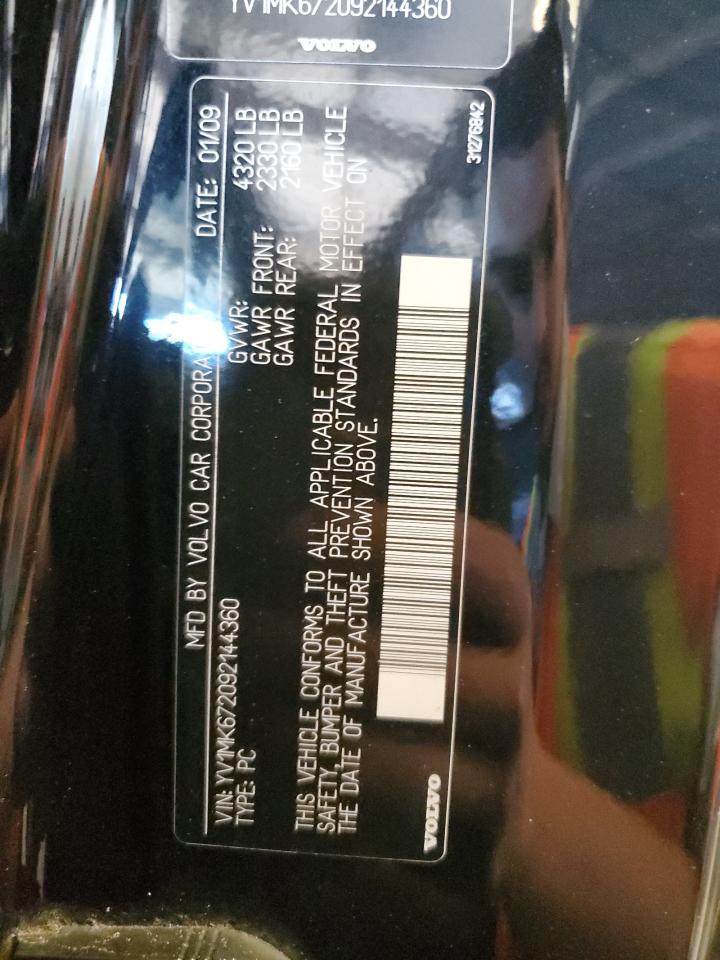 YV1MK672092144360
VOLVO
MFD BY VOLVO CAR CORPORA DATE: 01/09
VIN: YV1MK672092144360 GVWR: 4320 LB
TYPE: PC GAWR FRONT: 2330 LB
GAWR REAR: 2160 LB
THIS VEHICLE CONFORMS TO ALL APPLICABLE FEDERAL MOTOR VEHICLE
SAFETY, BUMPER AND THEFT PREVENTION STANDARDS IN EFFECT ON
THE DATE OF MANUFACTURE SHOWN ABOVE.
VOLVO 31276842